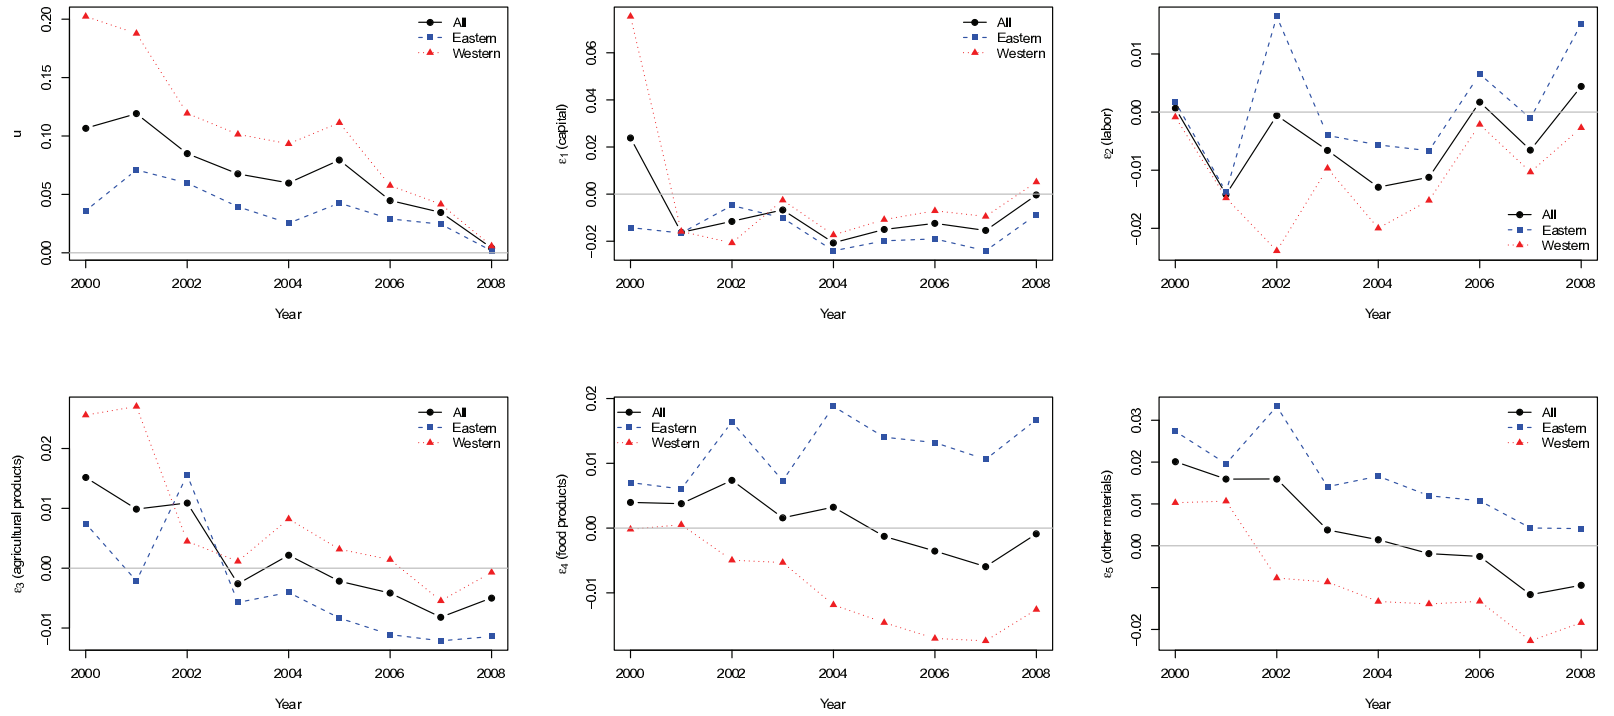 u
0.00 0.05 0.10 0.15 0.20
All
Eastern
Western
2000 2002 2004 2006 2008
Year
ε1 (capital)
−0.02 0.00 0.02 0.04 0.06
All
Eastern
Western
2000 2002 2004 2006 2008
Year
ε2 (labor)
−0.02 −0.01 0.00 0.01
All
Eastern
Western
2000 2002 2004 2006 2008
Year
ε3 (agricultural products)
−0.01 0.00 0.01 0.02
All
Eastern
Western
2000 2002 2004 2006 2008
Year
ε4 (food products)
−0.01 0.00 0.01 0.02
All
Eastern
Western
2000 2002 2004 2006 2008
Year
ε5 (other materials)
−0.02 0.00 0.01 0.02 0.03
All
Eastern
Western
2000 2002 2004 2006 2008
Year